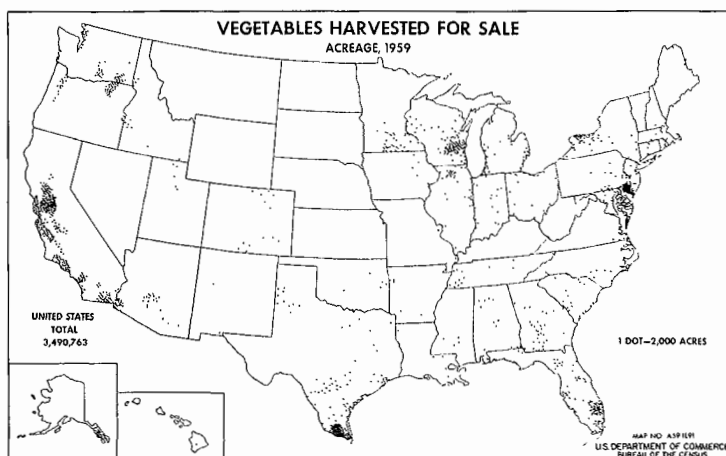 VEGETABLES HARVESTED FOR SALE
ACREAGE, 1959
UNITED STATES
TOTAL
3,490,763
1 DOT—2,000 ACRES
MAP NO. A59
U.S. DEPARTMENT OF COMMERCE
BUREAU OF THE CENSUS